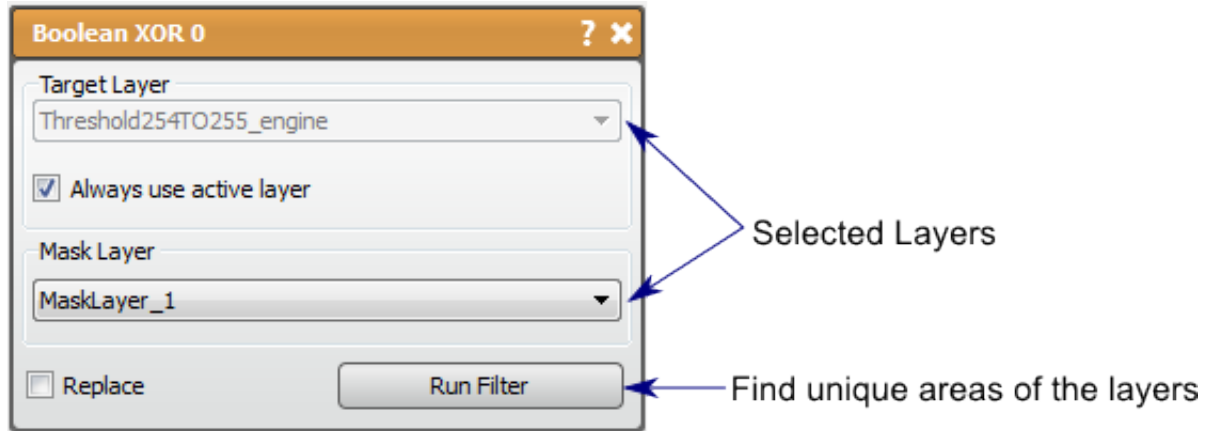 Boolean XOR 0 ? ×
Target Layer
Threshold254TO255_engine
Always use active layer
Selected Layers
Mask Layer
MaskLayer_1
Replace
Run Filter
Find unique areas of the layers